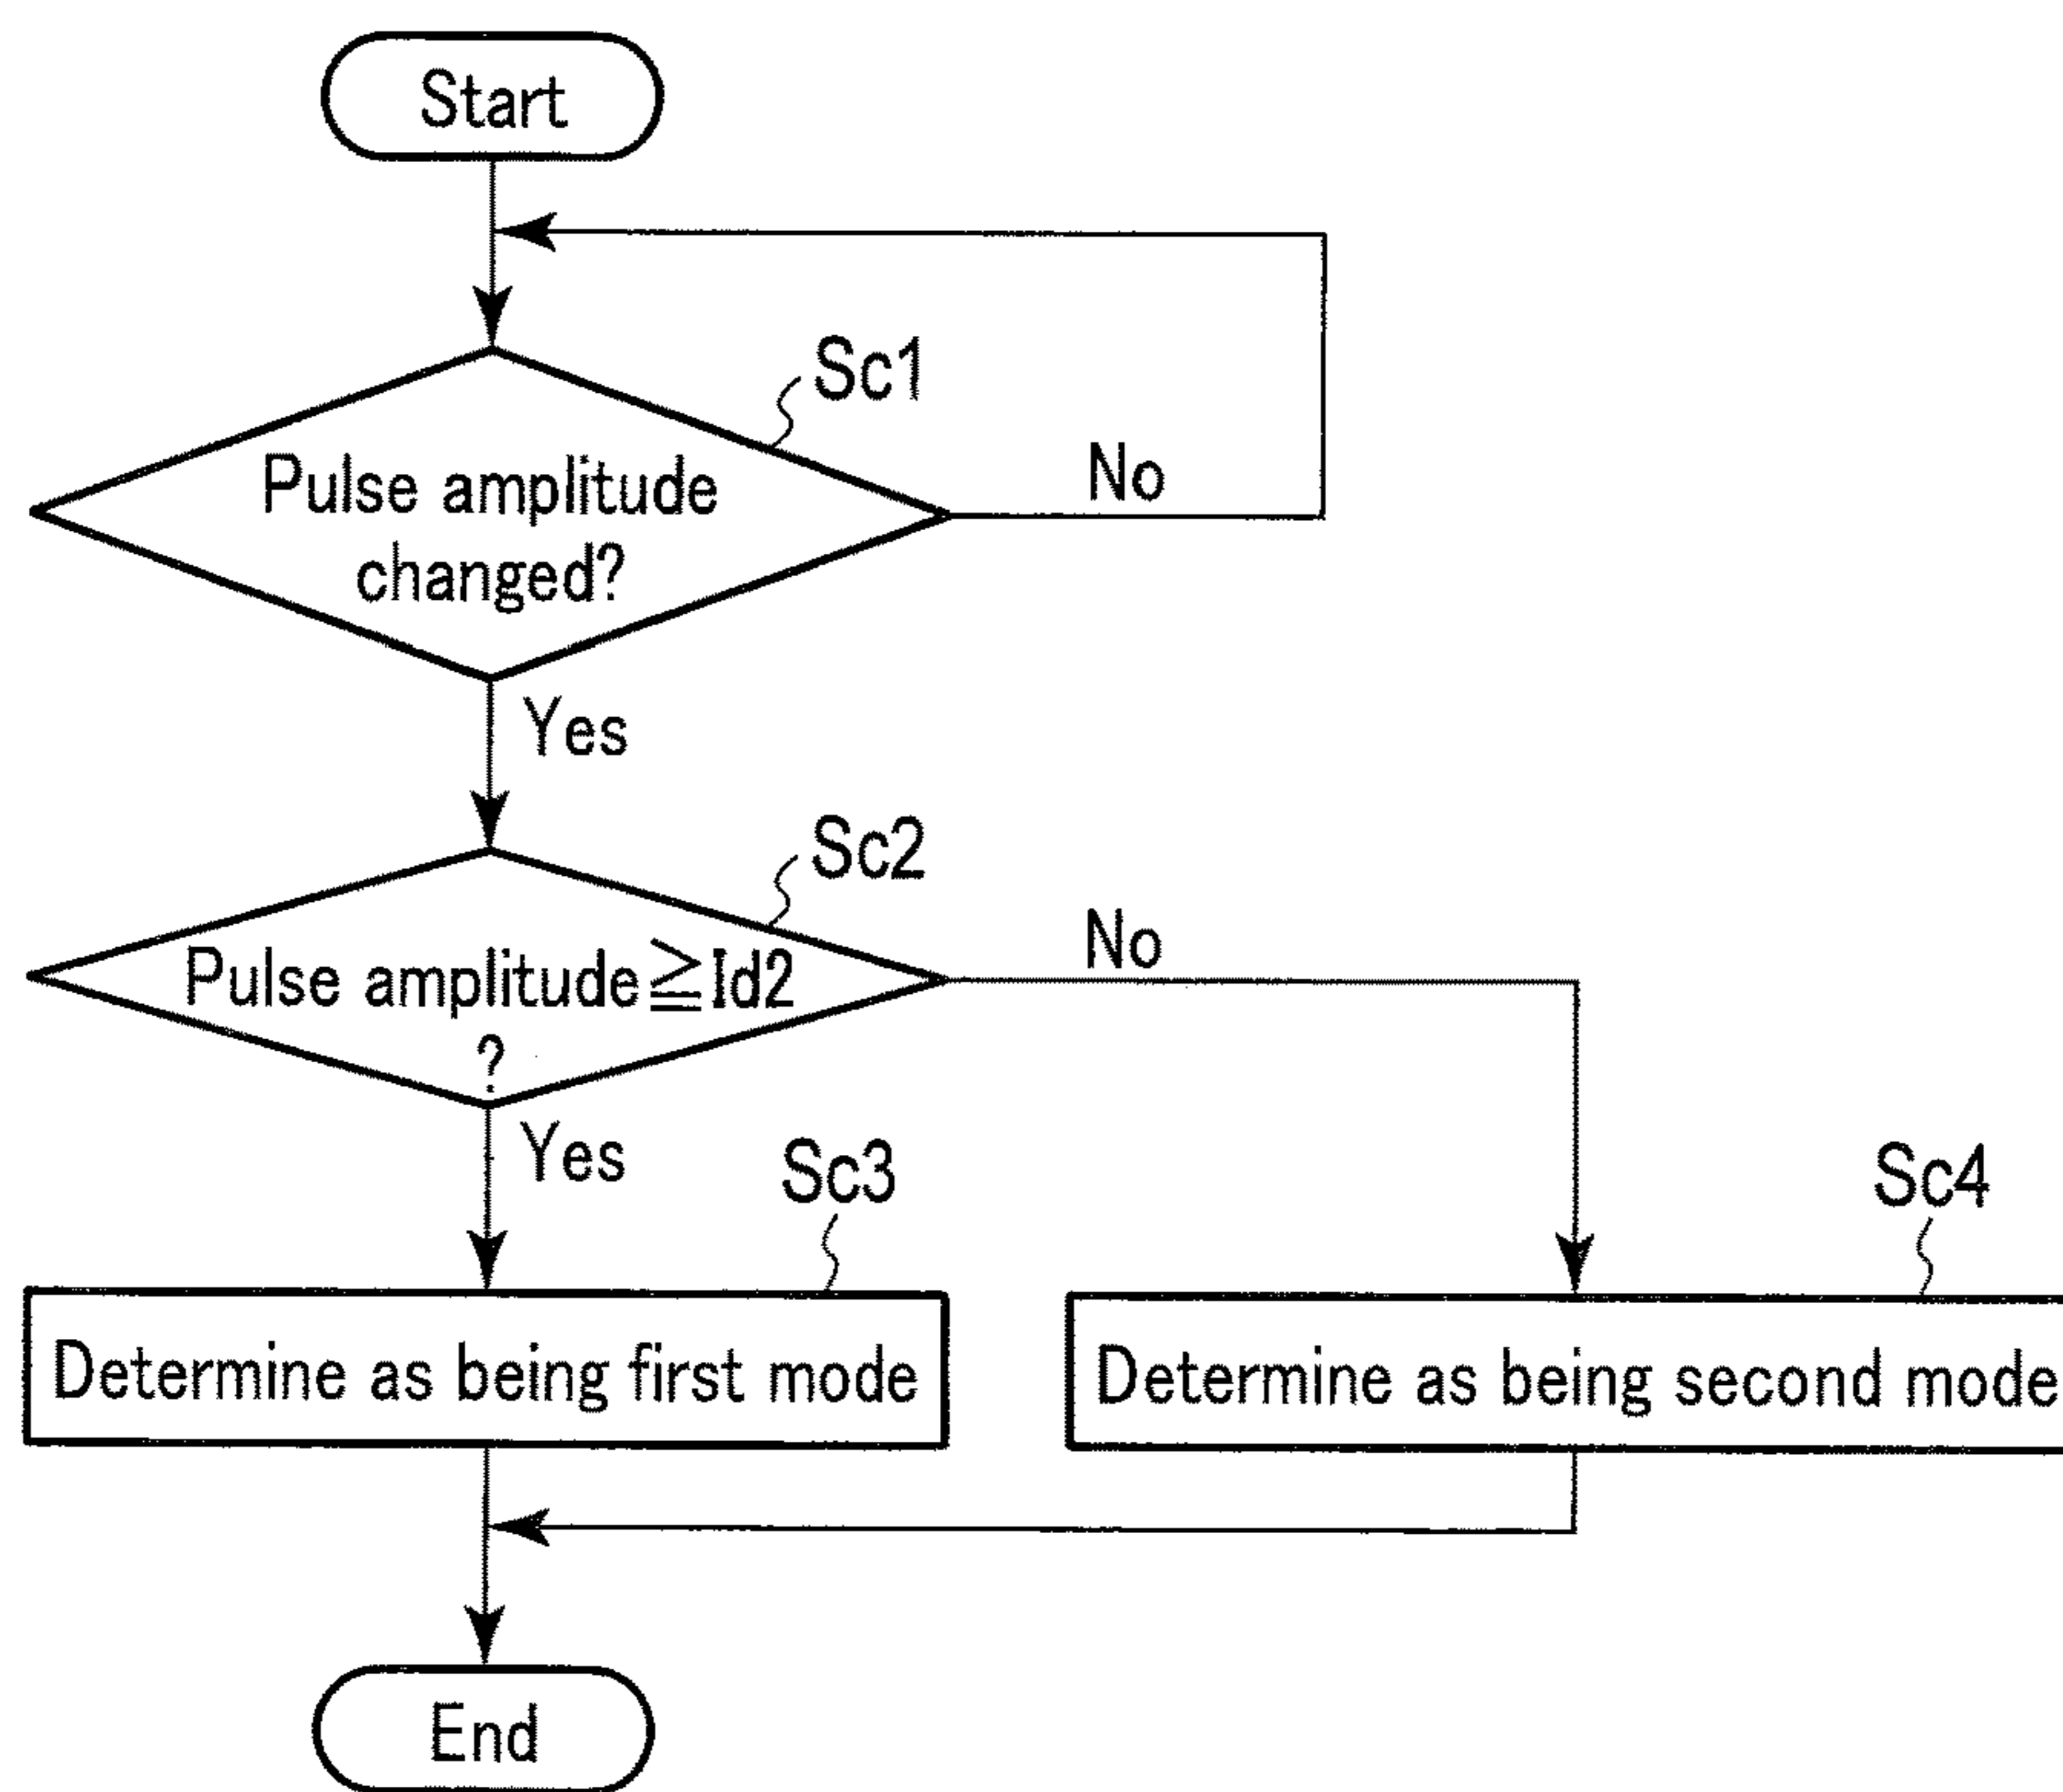 Start
Sc1
Pulse amplitude
changed?
No
Yes
Sc2
Pulse amplitude≧Id2
?
No
Yes
Sc3
Determine as being first mode
Sc4
Determine as being second mode
End